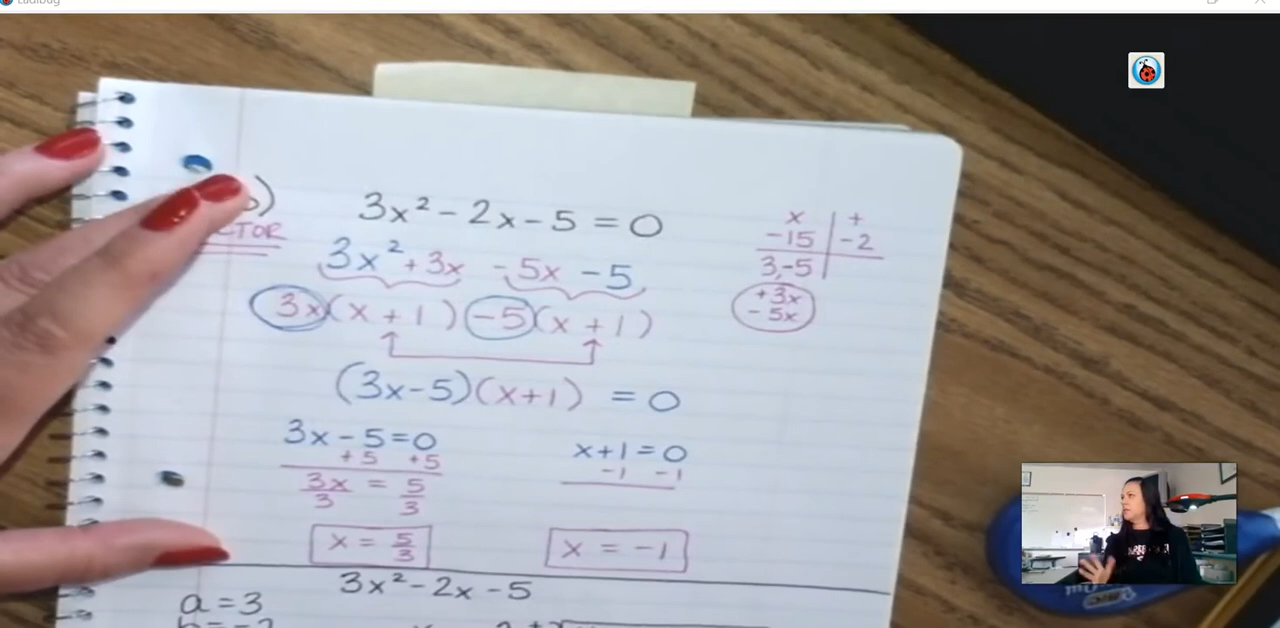 Ladibug
3x² - 2x - 5 = 0
x | +
-15 | -2
3x² + 3x - 5x - 5
3,-5
+3x
- 5x
3x(x + 1) -5(x + 1)
(3x-5)(x+1) = 0
3x - 5 = 0
+5 +5
3x/3 = 5/3
x = 5/3
x+1 = 0
-1 -1
x = -1
3x² - 2x - 5
a = 3